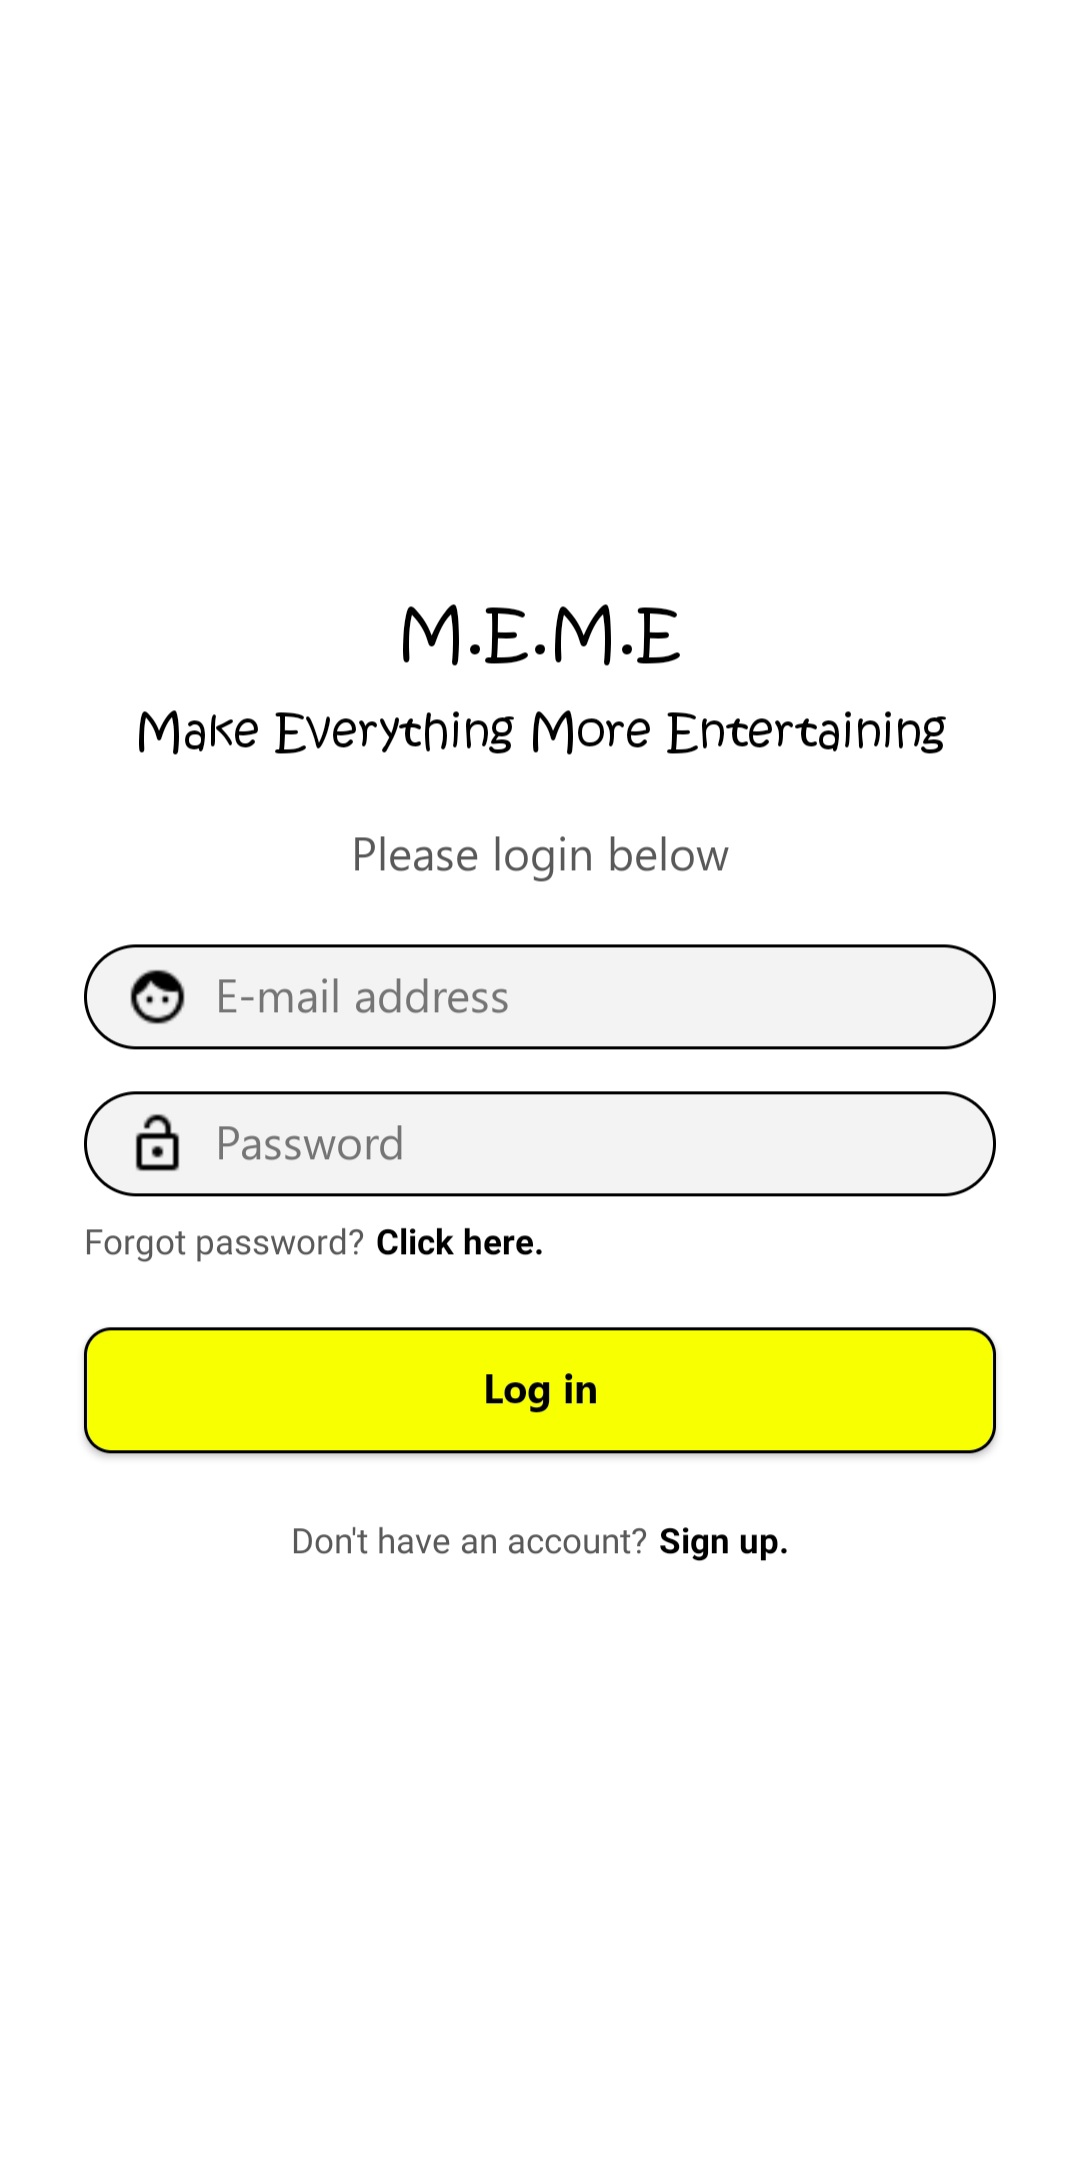 M.E.M.E
Make Everything More Entertaining
Please login below
E-mail address
Password
Forgot password? Click here.
Log in
Don't have an account? Sign up.